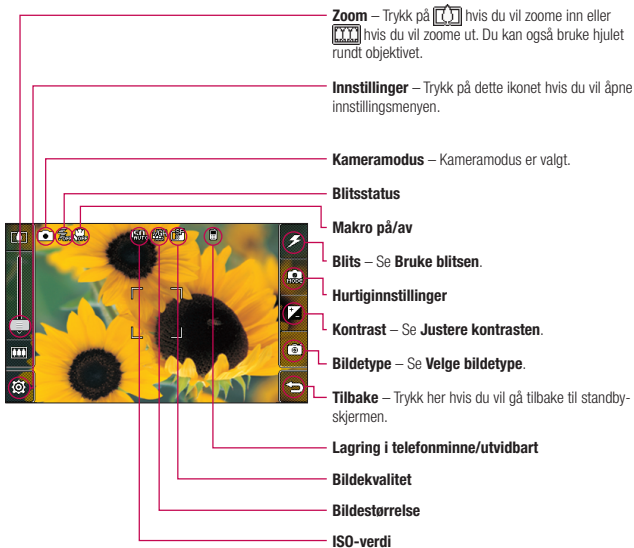 Zoom – Trykk på hvis du vil zoome inn eller
hvis du vil zoome ut. Du kan også bruke hjulet
rundt objektivet.
Innstillinger – Trykk på dette ikonet hvis du vil åpne
innstillingsmenyen.
Kameramodus – Kameramodus er valgt.
Blitsstatus
Makro på/av
Blits – Se Bruke blitsen.
Hurtiginnstillinger
Kontrast – Se Justere kontrasten.
Bildetype – Se Velge bildetype.
Tilbake – Trykk her hvis du vil gå tilbake til standby-
skjermen.
Lagring i telefonminne/utvidbart
Bildekvalitet
Bildestørrelse
ISO-verdi
MODE